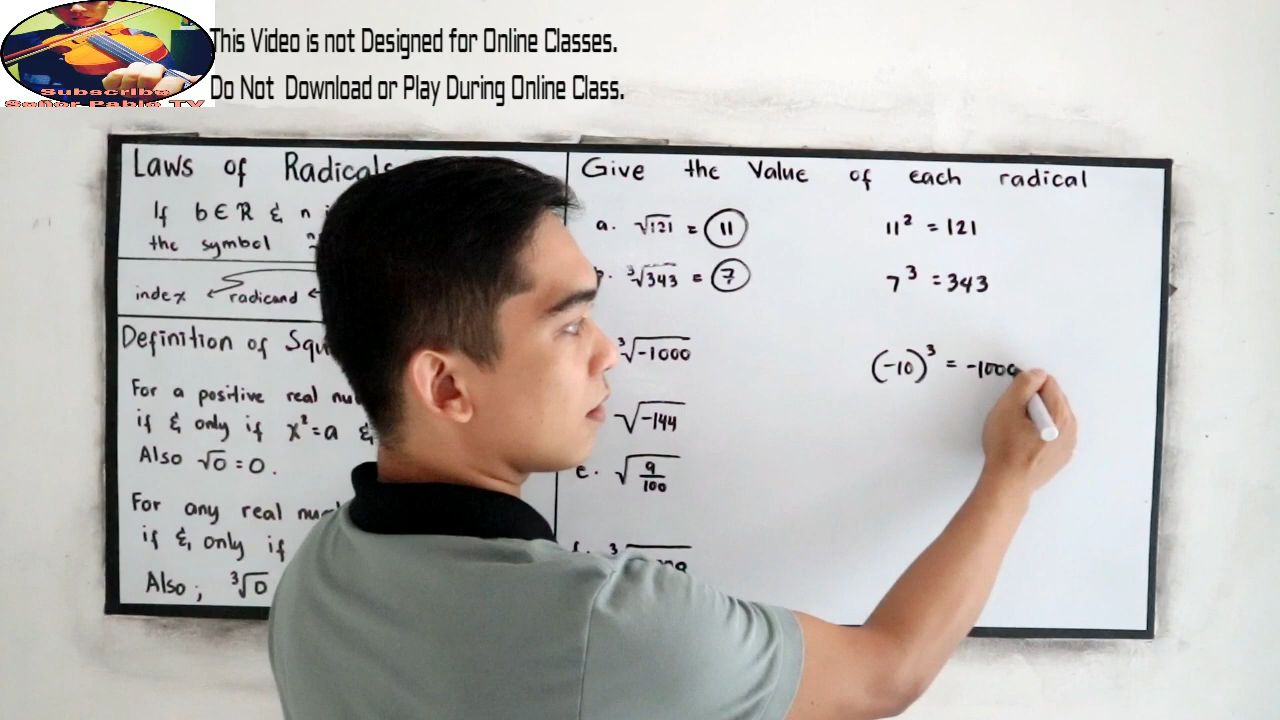 This Video is not Designed for Online Classes.
Do Not Download or Play During Online Class.
Subscribe
Señor Pablo TV
Laws of Radicals
If b ∈ ℝ & n
the symbol n
index radicand
Definition of Squ
For a positive real nu
if & only if x² = a &
Also √0 = 0.
For any real num
if & only if
Also; ³√0
Give the Value of each radical
a. √121 = 11 11² = 121
b. ³√343 = 7 7³ = 343
³√-1000 (-10)³ = -1000
√-144
e. √9/100
f. ³√